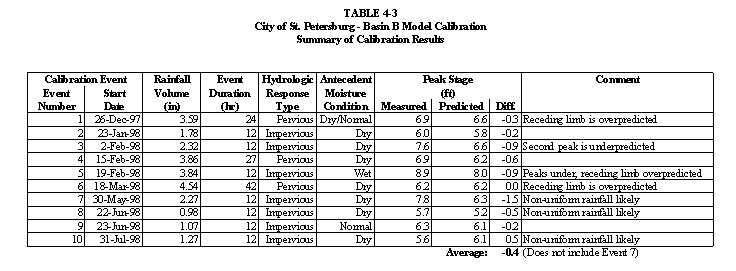 TABLE 4-3
City of St. Petersburg - Basin B Model Calibration
Summary of Calibration Results
Calibration Event Rainfall Event Hydrologic Antecedent Peak Stage Comment
Event Start Volume Duration Response Moisture (ft)
Number Date (in) (hr) Type Condition Measured Predicted Diff.
1 26-Dec-97 3.59 24 Pervious Dry/Normal 6.9 6.6 -0.3 Receding limb is overpredicted
2 23-Jan-98 1.78 12 Impervious Dry 6.0 5.8 -0.2
3 2-Feb-98 2.32 12 Impervious Dry 7.6 6.6 -0.9 Second peak is underpredicted
4 15-Feb-98 3.86 27 Pervious Dry 6.9 6.2 -0.6
5 19-Feb-98 3.84 12 Impervious Wet 8.9 8.0 -0.9 Peaks under, receding limb overpredicted
6 18-Mar-98 4.54 42 Pervious Dry 6.2 6.2 0.0 Receding limb is overpredicted
7 30-May-98 2.27 12 Impervious Dry 7.8 6.3 -1.5 Non-uniform rainfall likely
8 22-Jun-98 0.98 12 Impervious Dry 5.7 5.2 -0.5 Non-uniform rainfall likely
9 23-Jun-98 1.07 12 Impervious Normal 6.3 6.1 -0.2
10 31-Jul-98 1.27 12 Impervious Dry 5.6 6.1 0.5 Non-uniform rainfall likely
Average: -0.4 (Does not include Event 7)